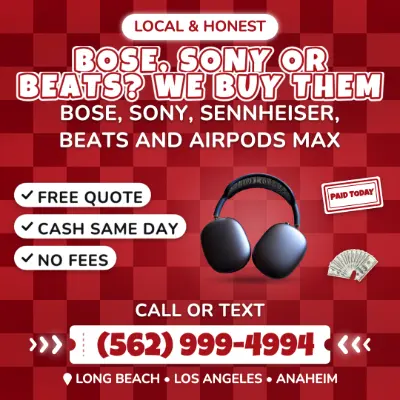 LOCAL & HONEST
BOSE, SONY OR
BEATS? WE BUY THEM
BOSE, SONY, SENNHEISER,
BEATS AND AIRPODS MAX
FREE QUOTE
CASH SAME DAY
NO FEES
PAID TODAY
CALL OR TEXT
(562) 999-4994
LONG BEACH • LOS ANGELES • ANAHEIM